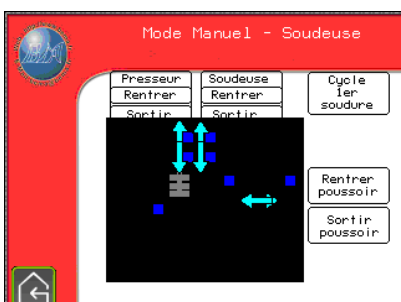 Mode Manuel - Soudeuse
Presseur
Soudeuse
Cycle
1er
soudure
Rentrer
Rentrer
Sortir
Sortir
Rentrer
poussoir
Sortir
poussoir